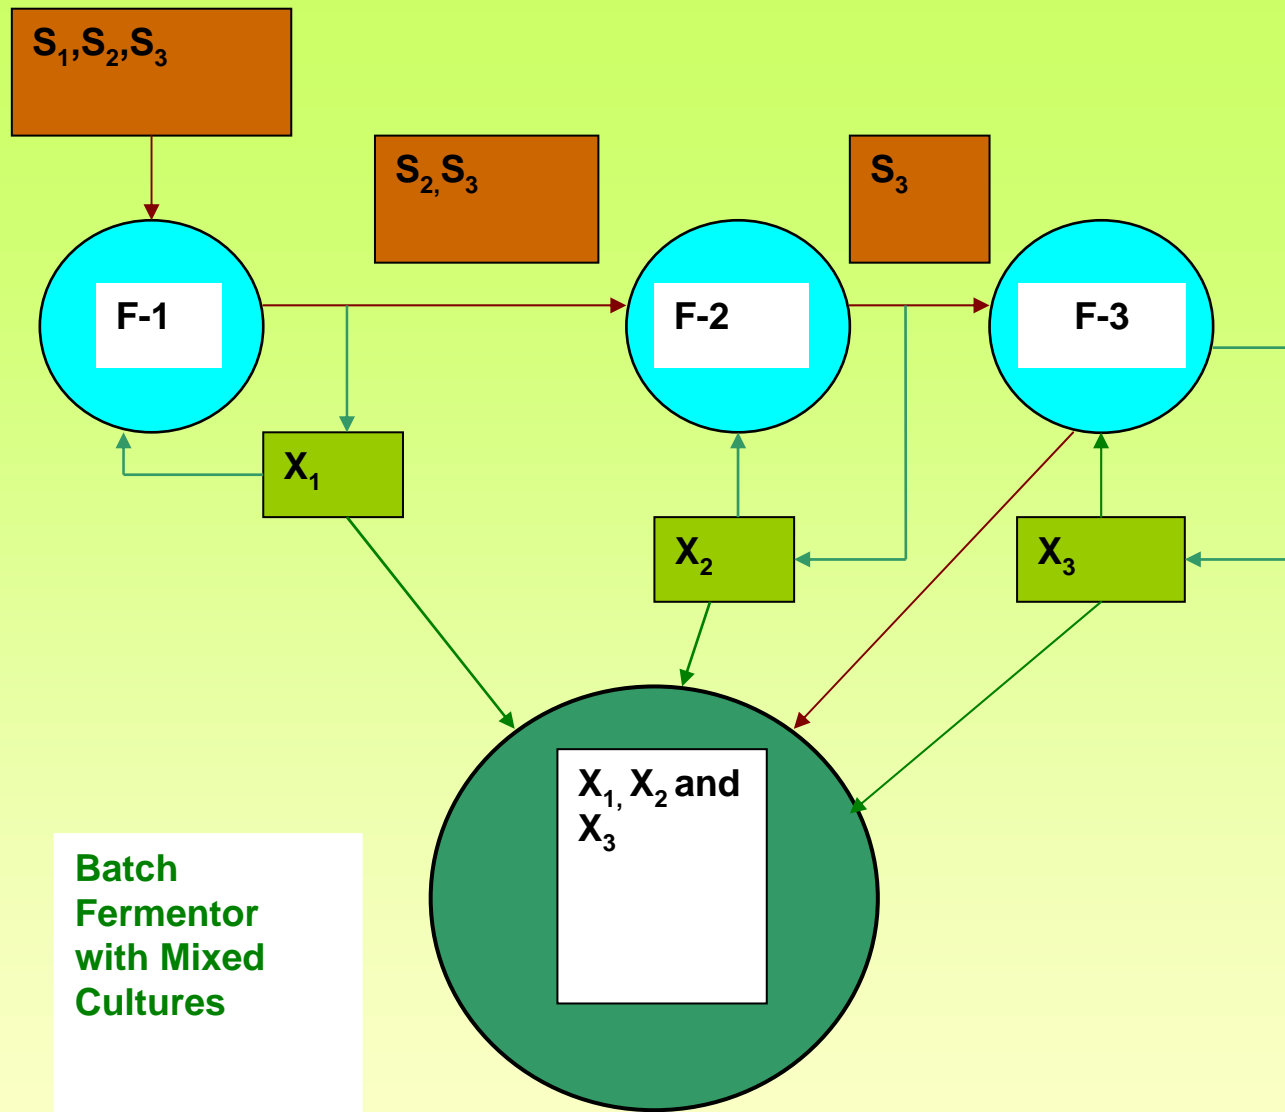 S₁,S₂,S₃
S₂,S₃
S₃
F-1
F-2
F-3
X₁
X₂
X₃
X₁, X₂ and
X₃
Batch
Fermentor
with Mixed
Cultures